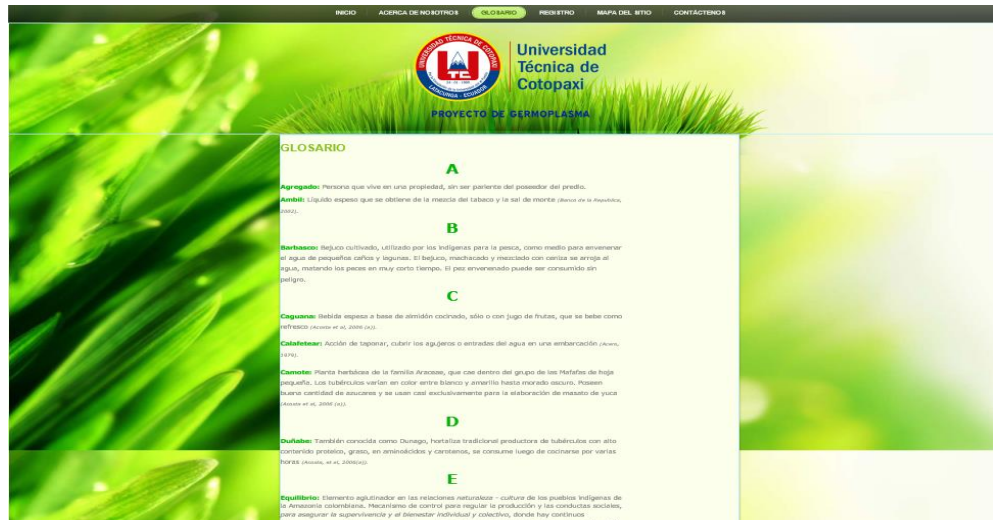 INICIO ACERCA DE NOSOTROS GLOSARIO REGISTRO MAPA DEL SITIO CONTÁCTENOS
UNIVERSIDAD TÉCNICA DE COTOPAXI
UTC
LATACUNGA - ECUADOR
Universidad
Técnica de
Cotopaxi
PROYECTO DE GERMOPLASMA
GLOSARIO
A
Agregado: Persona que vive en una propiedad, sin ser pariente del poseedor del predio.
Ambil: Líquido espeso que se obtiene de la mezcla del tabaco y la sal de monte (Banco de la Republica,
2002).
B
Barbasco: Bejuco cultivado, utilizado por los indígenas para la pesca, como medio para envenenar
el agua de pequeños caños y lagunas. El bejuco, machacado y mezclado con ceniza se arroja al
agua, matando los peces en muy corto tiempo. El pez envenenado puede ser consumido sin
peligro.
C
Caguana: Bebida espesa a base de almidón cocinado, sólo o con jugo de frutas, que se bebe como
refresco (Acosta et al, 2006 (a)).
Calafetear: Acción de taponar, cubrir los agujeros o entradas del agua en una embarcación (Acero,
1979).
Camote: Planta herbácea de la familia Araceae, que cae dentro del grupo de las Mafafas de hoja
pequeña. Los tubérculos varían en color entre blanco y amarillo hasta morado oscuro. Poseen
buena cantidad de azucares y se usan casi exclusivamente para la elaboración de masato de yuca
(Acosta et al, 2006 (a)).
D
Duñabe: También conocida como Dunago, hortaliza tradicional productora de tubérculos con alto
contenido proteico, graso, en aminoácidos y carotenos, se consume luego de cocinarse por varias
horas (Acosta, et al, 2006(a)).
E
Equilibrio: Elemento aglutinador en las relaciones naturaleza - cultura de los pueblos indígenas de
la Amazonia colombiana. Mecanismo de control para regular la producción y las conductas sociales,
para asegurar la supervivencia y el bienestar individual y colectivo, donde hay continuos